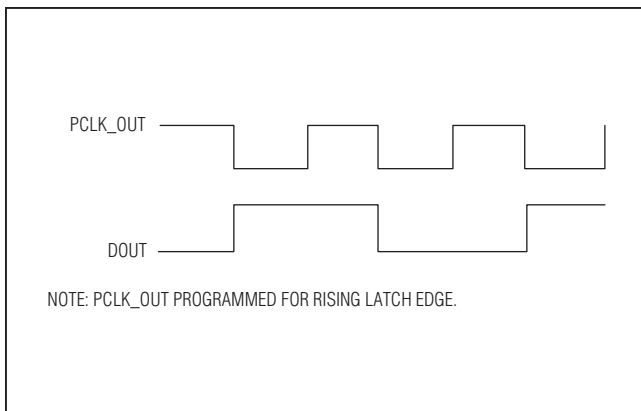 PCLK_OUT
DOUT
NOTE: PCLK_OUT PROGRAMMED FOR RISING LATCH EDGE.